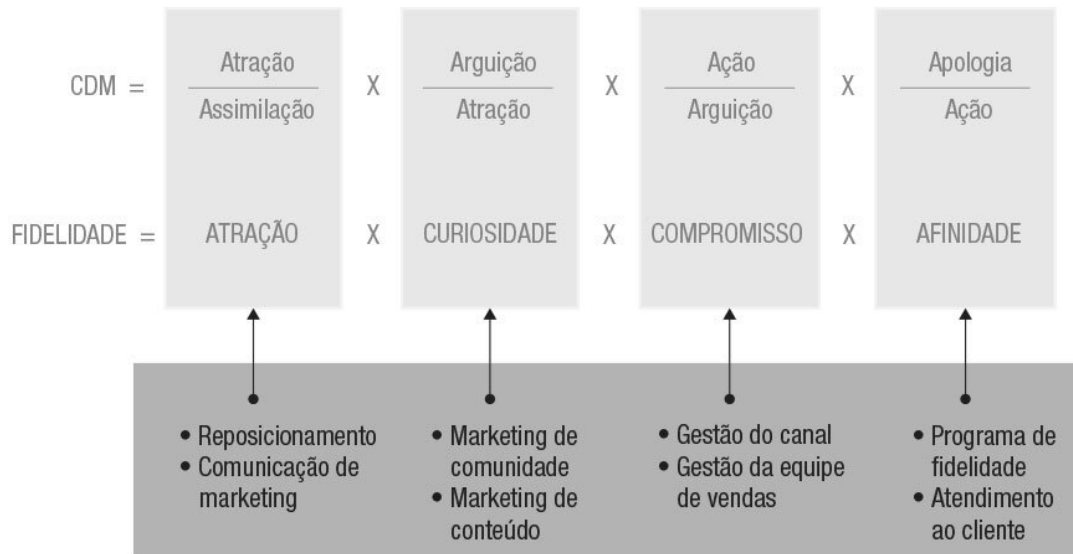 CDM = Atração / Assimilação X Arguição / Atração X Ação / Arguição X Apologia / Ação
FIDELIDADE = ATRAÇÃO X CURIOSIDADE X COMPROMISSO X AFINIDADE
• Reposicionamento
• Comunicação de
marketing
• Marketing de
comunidade
• Marketing de
conteúdo
• Gestão do canal
• Gestão da equipe
de vendas
• Programa de
fidelidade
• Atendimento
ao cliente